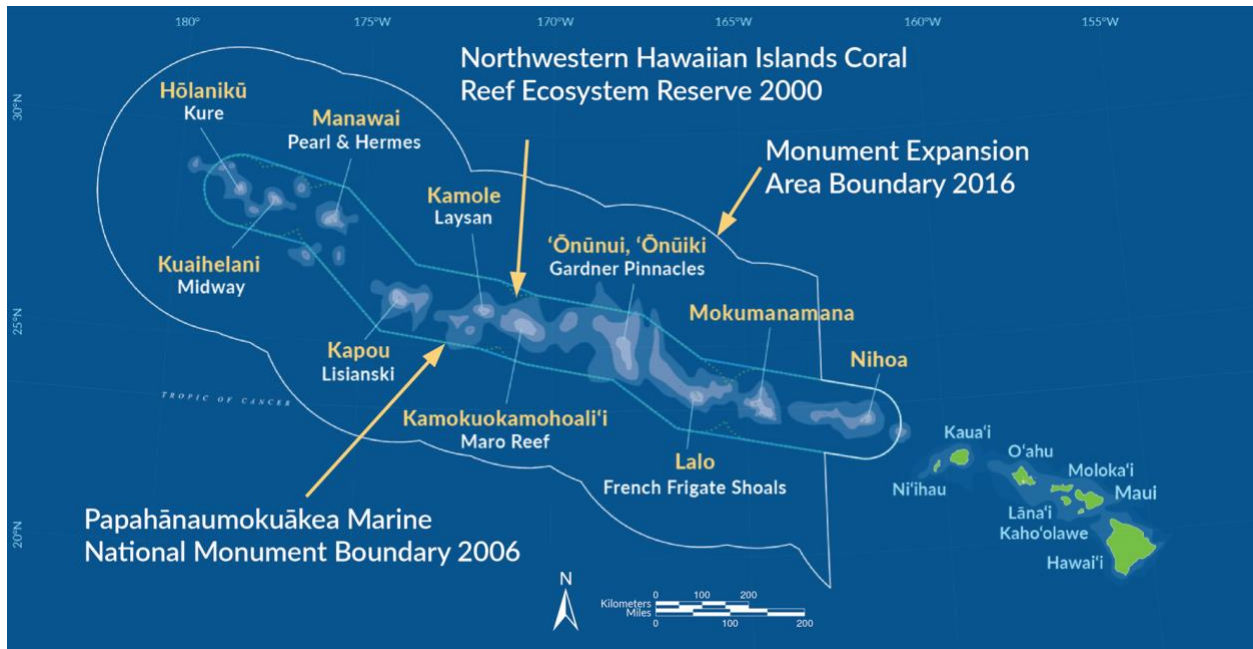 180°
175°W
170°W
165°W
160°W
155°W
30°N
25°N
20°N
Northwestern Hawaiian Islands Coral
Reef Ecosystem Reserve 2000
Monument Expansion
Area Boundary 2016
Hōlanikū
Kure
Manawai
Pearl & Hermes
Kamole
Laysan
ʻŌnūnui, ʻŌnūiki
Gardner Pinnacles
Mokumanamana
Nihoa
Kuaihelani
Midway
Kapou
Lisianski
TROPIC OF CANCER
Kamokuokamohoaliʻi
Maro Reef
Lalo
French Frigate Shoals
Papahānaumokuākea Marine
National Monument Boundary 2006
Kauaʻi
Niʻihau
Oʻahu
Molokaʻi
Maui
Lānaʻi
Kahoʻolawe
Hawaiʻi
N
Kilometers
0 100 200
Miles
0 100 200